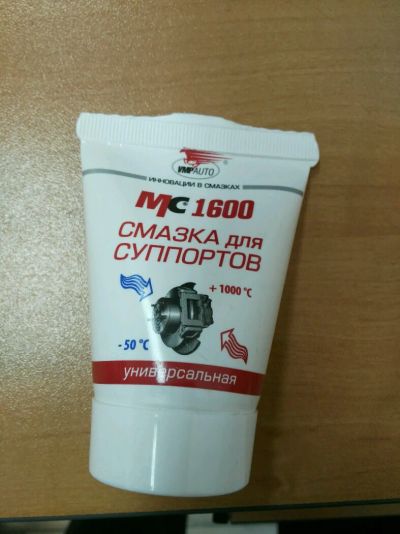 VMPAUTO
ИННОВАЦИИ В СМАЗКАХ
МС 1600
СМАЗКА для
СУППОРТОВ
+ 1000 °C
- 50 °C
универсальная